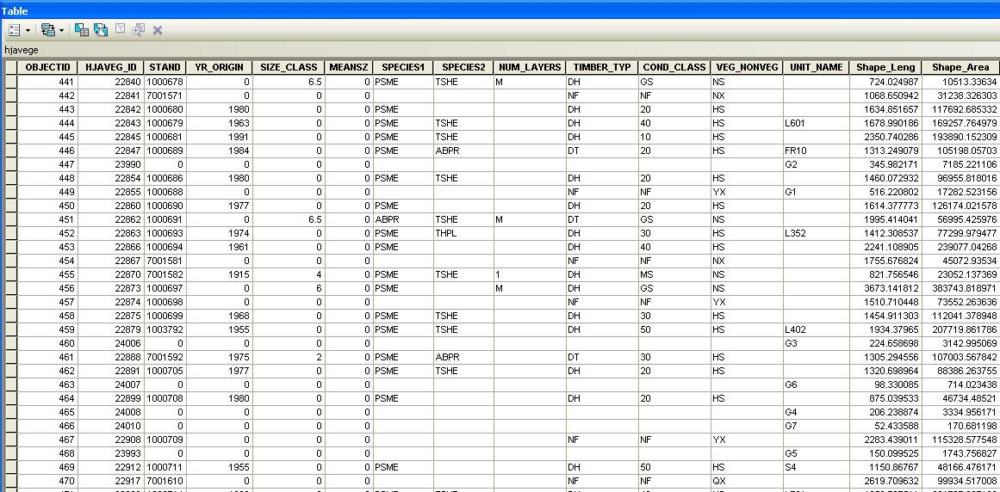 Table
hjavege
OBJECTID HJAVEG_ID STAND YR_ORIGIN SIZE_CLASS MEANSZ SPECIES1 SPECIES2 NUM_LAYERS TIMBER_TYP COND_CLASS VEG_NONVEG UNIT_NAME Shape_Leng Shape_Area
441 22840 1000678 0 6.5 0 PSME TSHE M DH GS NS 724.024987 10513.33634
442 22841 7001571 0 0 0 NF NF NX 1068.650942 31238.326303
443 22842 1000680 1980 0 0 PSME DH 20 HS 1634.851657 117692.685332
444 22843 1000679 1963 0 0 PSME TSHE DH 40 HS L601 1678.990186 169257.764979
445 22845 1000681 1991 0 0 PSME TSHE DH 10 HS 2350.740286 193890.152309
446 22847 1000689 1984 0 0 PSME ABPR DT 20 HS FR10 1313.249079 105198.05703
447 23990 0 0 0 0 G2 345.982171 7185.221106
448 22854 1000686 1980 0 0 PSME TSHE DH 20 HS 1460.072932 96955.818016
449 22855 1000688 0 0 0 NF NF YX G1 516.220802 17282.523156
450 22860 1000690 1977 0 0 PSME DH 20 HS 1614.377773 126174.021578
451 22862 1000691 0 6.5 0 ABPR TSHE M DT GS NS 1995.414041 56995.425976
452 22863 1000693 1974 0 0 PSME THPL DH 30 HS L352 1412.308537 77299.979477
453 22866 1000694 1961 0 0 PSME DH 40 HS 2241.108905 239077.04268
454 22867 7001581 0 0 0 NF NF NX 1755.676824 45072.93534
455 22870 7001582 1915 4 0 PSME TSHE 1 DH MS NS 821.756546 23052.137369
456 22873 1000697 0 6 0 PSME M DH GS NS 3673.141812 383743.818971
457 22874 1000698 0 0 0 NF NF YX 1510.710448 73552.263636
458 22875 1000699 1968 0 0 PSME TSHE DH 30 HS 1454.911303 112041.378948
459 22879 1003792 1955 0 0 PSME TSHE DH 50 HS L402 1934.37965 207719.861786
460 24006 0 0 0 0 G3 224.658698 3142.995069
461 22888 7001592 1975 2 0 PSME ABPR DT 30 HS 1305.294556 107003.567842
462 22891 1000705 1977 0 0 PSME TSHE DH 20 HS 1320.698964 88386.263755
463 24007 0 0 0 0 G6 98.330085 714.023438
464 22899 1000708 1980 0 0 PSME DH 20 HS 875.039533 46734.48521
465 24008 0 0 0 0 G4 206.238874 3334.956171
466 24010 0 0 0 0 G7 52.433588 170.681198
467 22908 1000709 0 0 0 NF NF YX 2283.439011 115328.577548
468 23993 0 0 0 0 G5 150.099525 1743.756827
469 22912 1000711 1955 0 0 PSME DH 50 HS S4 1150.86767 48166.476171
470 22917 7001610 0 0 0 NF NF QX 2619.709632 99934.517008